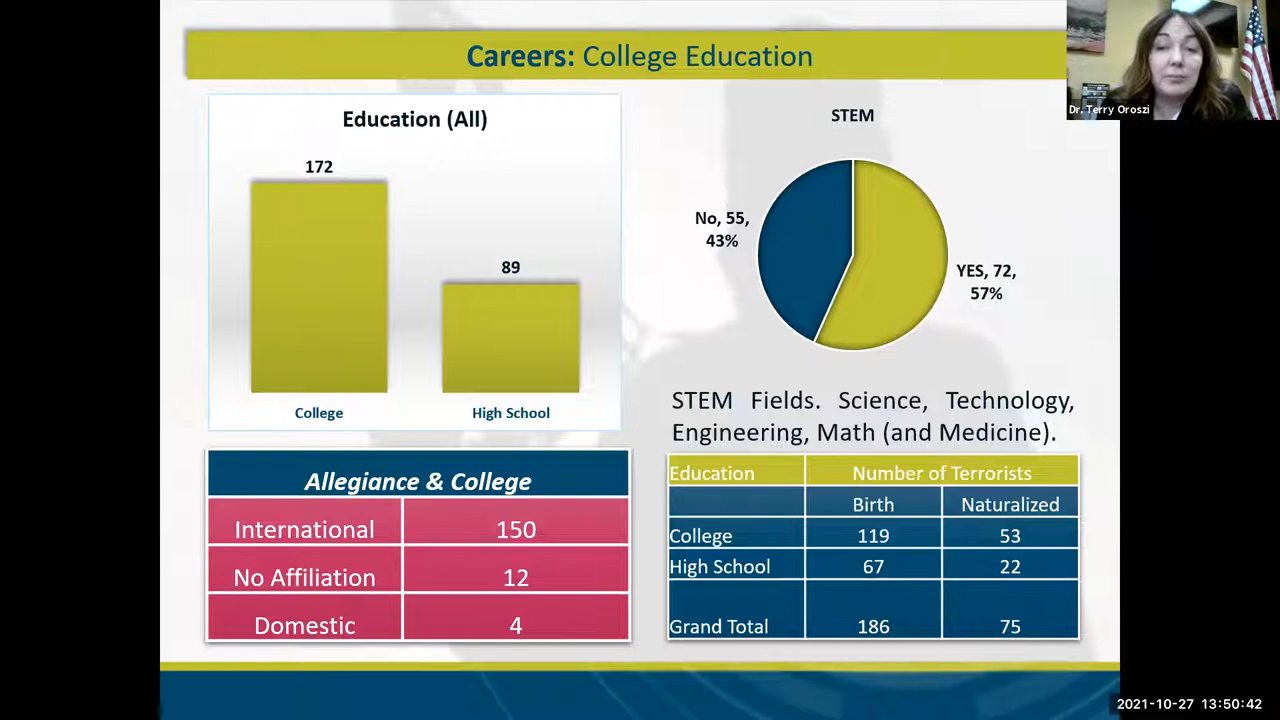 Careers: College Education
Dr. Terry Oroszi
Education (All)
172
89
College
High School
STEM
No, 55,
43%
YES, 72,
57%
STEM Fields. Science, Technology,
Engineering, Math (and Medicine).
Allegiance & College
International 150
No Affiliation 12
Domestic 4
Education Number of Terrorists
Birth Naturalized
College 119 53
High School 67 22
Grand Total 186 75
2021-10-27 13:50:42